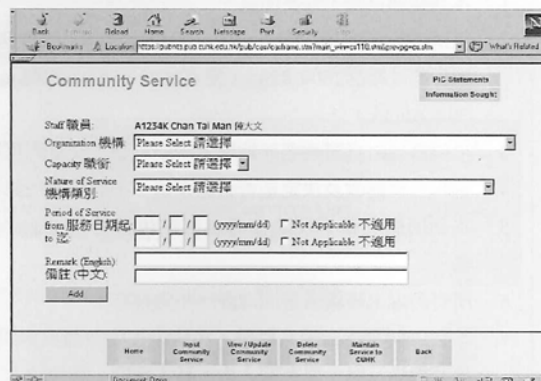 Back Reload Home Search Netscape Print Security
Bookmarks Location What's Related
Community Service
PIC Statements
Information Sought
Staff 職員: A1234K Chan Tai Man 陳大文
Organization 機構 Please Select 請選擇
Capacity 職銜 Please Select 請選擇
Nature of Service Please Select 請選擇
機構類別:
Period of Service
from 服務日期起 / / (yyyy/mm/dd) Not Applicable 不適用
to / / (yyyy/mm/dd) Not Applicable 不適用
Remark (English):
備註 (中文):
Add
Home Input Community Service View / Update Community Service Delete Community Service Maintain Service to CUHK Back
Document: Done